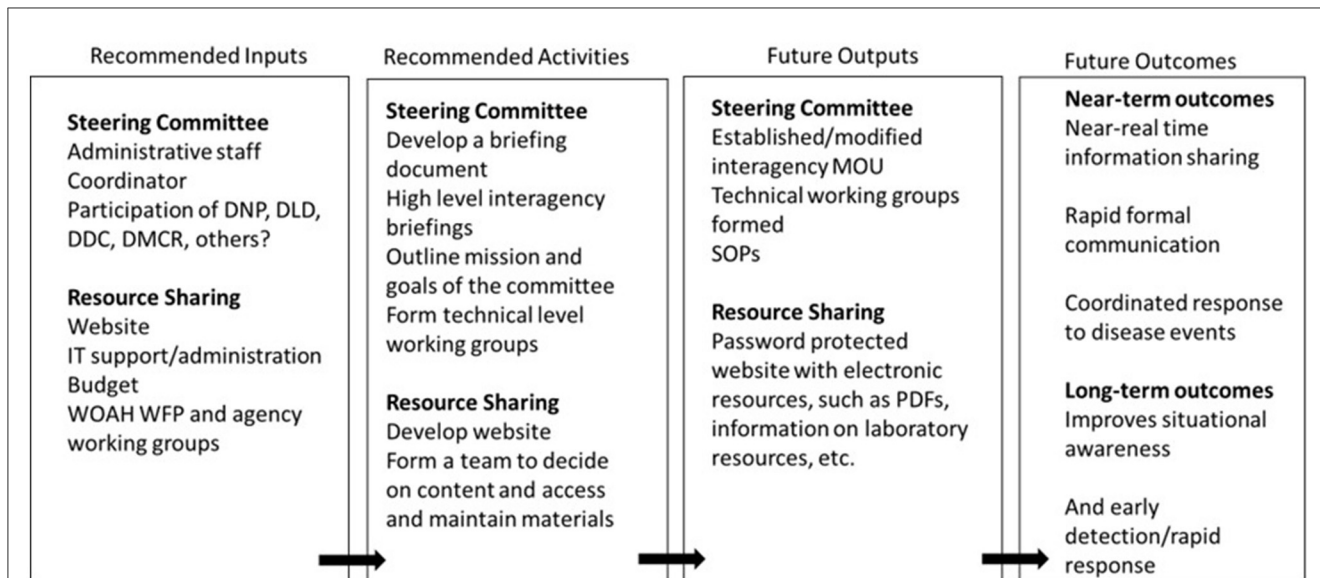 Recommended Inputs
Steering Committee
Administrative staff
Coordinator
Participation of DNP, DLD,
DDC, DMCR, others?
Resource Sharing
Website
IT support/administration
Budget
WOAH WFP and agency
working groups
Recommended Activities
Steering Committee
Develop a briefing
document
High level interagency
briefings
Outline mission and
goals of the committee
Form technical level
working groups
Resource Sharing
Develop website
Form a team to decide
on content and access
and maintain materials
Future Outputs
Steering Committee
Established/modified
interagency MOU
Technical working groups
formed
SOPs
Resource Sharing
Password protected
website with electronic
resources, such as PDFs,
information on laboratory
resources, etc.
Future Outcomes
Near-term outcomes
Near-real time
information sharing
Rapid formal
communication
Coordinated response
to disease events
Long-term outcomes
Improves situational
awareness
And early
detection/rapid
response